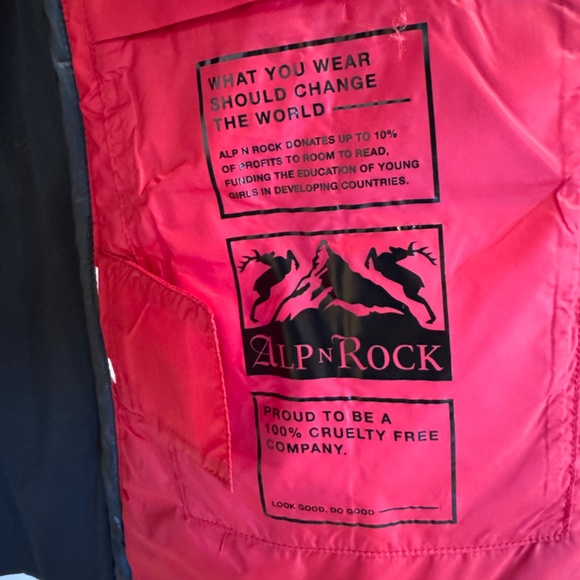 WHAT YOU WEAR
SHOULD CHANGE
THE WORLD
ALP N ROCK DONATES UP TO 10%
OF PROFITS TO ROOM TO READ,
FUNDING THE EDUCATION OF YOUNG
GIRLS IN DEVELOPING COUNTRIES.
ALP N ROCK
PROUD TO BE A
100% CRUELTY FREE
COMPANY.
LOOK GOOD. DO GOOD